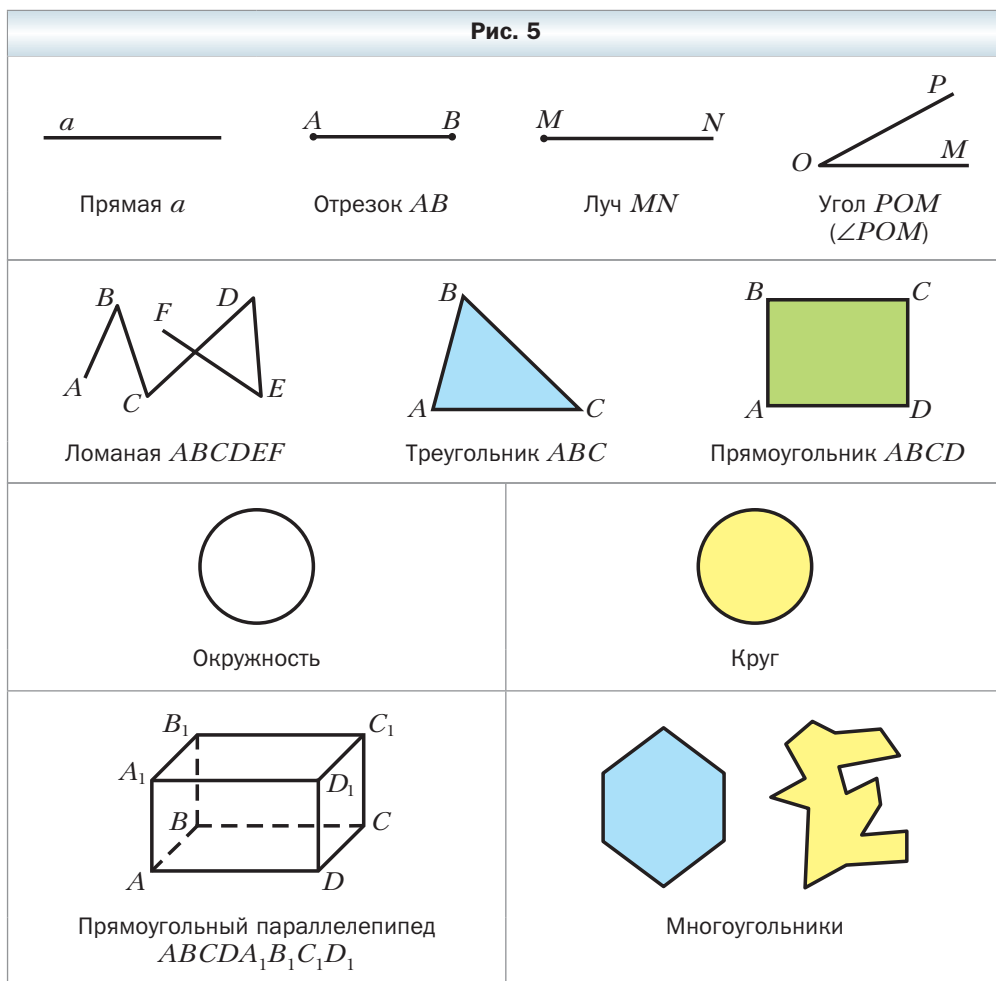 Рис. 5
a
A B
M N
P
O M
Прямая a
Отрезок AB
Луч MN
Угол POM
(∠POM)
B F D
A C E
B
A C
B C
A D
Ломаная ABCDEF
Треугольник ABC
Прямоугольник ABCD
Окружность
Круг
B₁ C₁
A₁ D₁
B C
A D
Прямоугольный параллелепипед
ABCDA₁B₁C₁D₁
Многоугольники